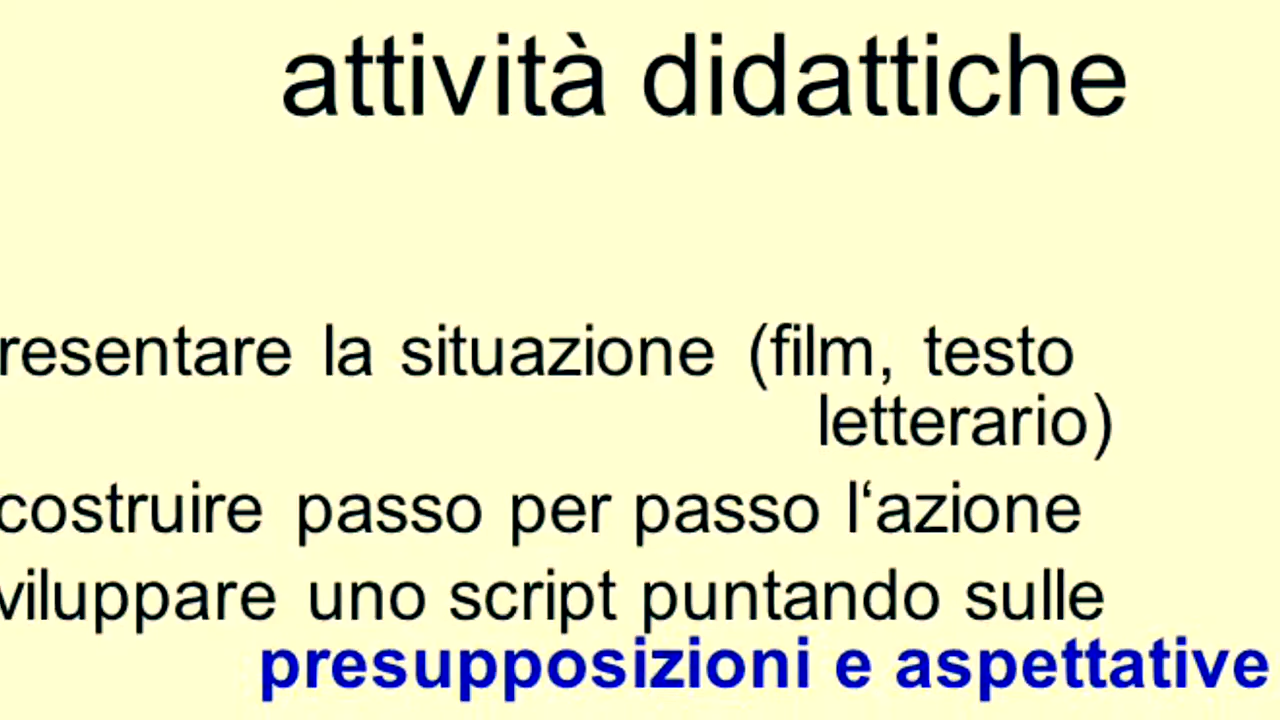 attività didattiche
resentare la situazione (film, testo
letterario)
costruire passo per passo l‘azione
viluppare uno script puntando sulle
presupposizioni e aspettative